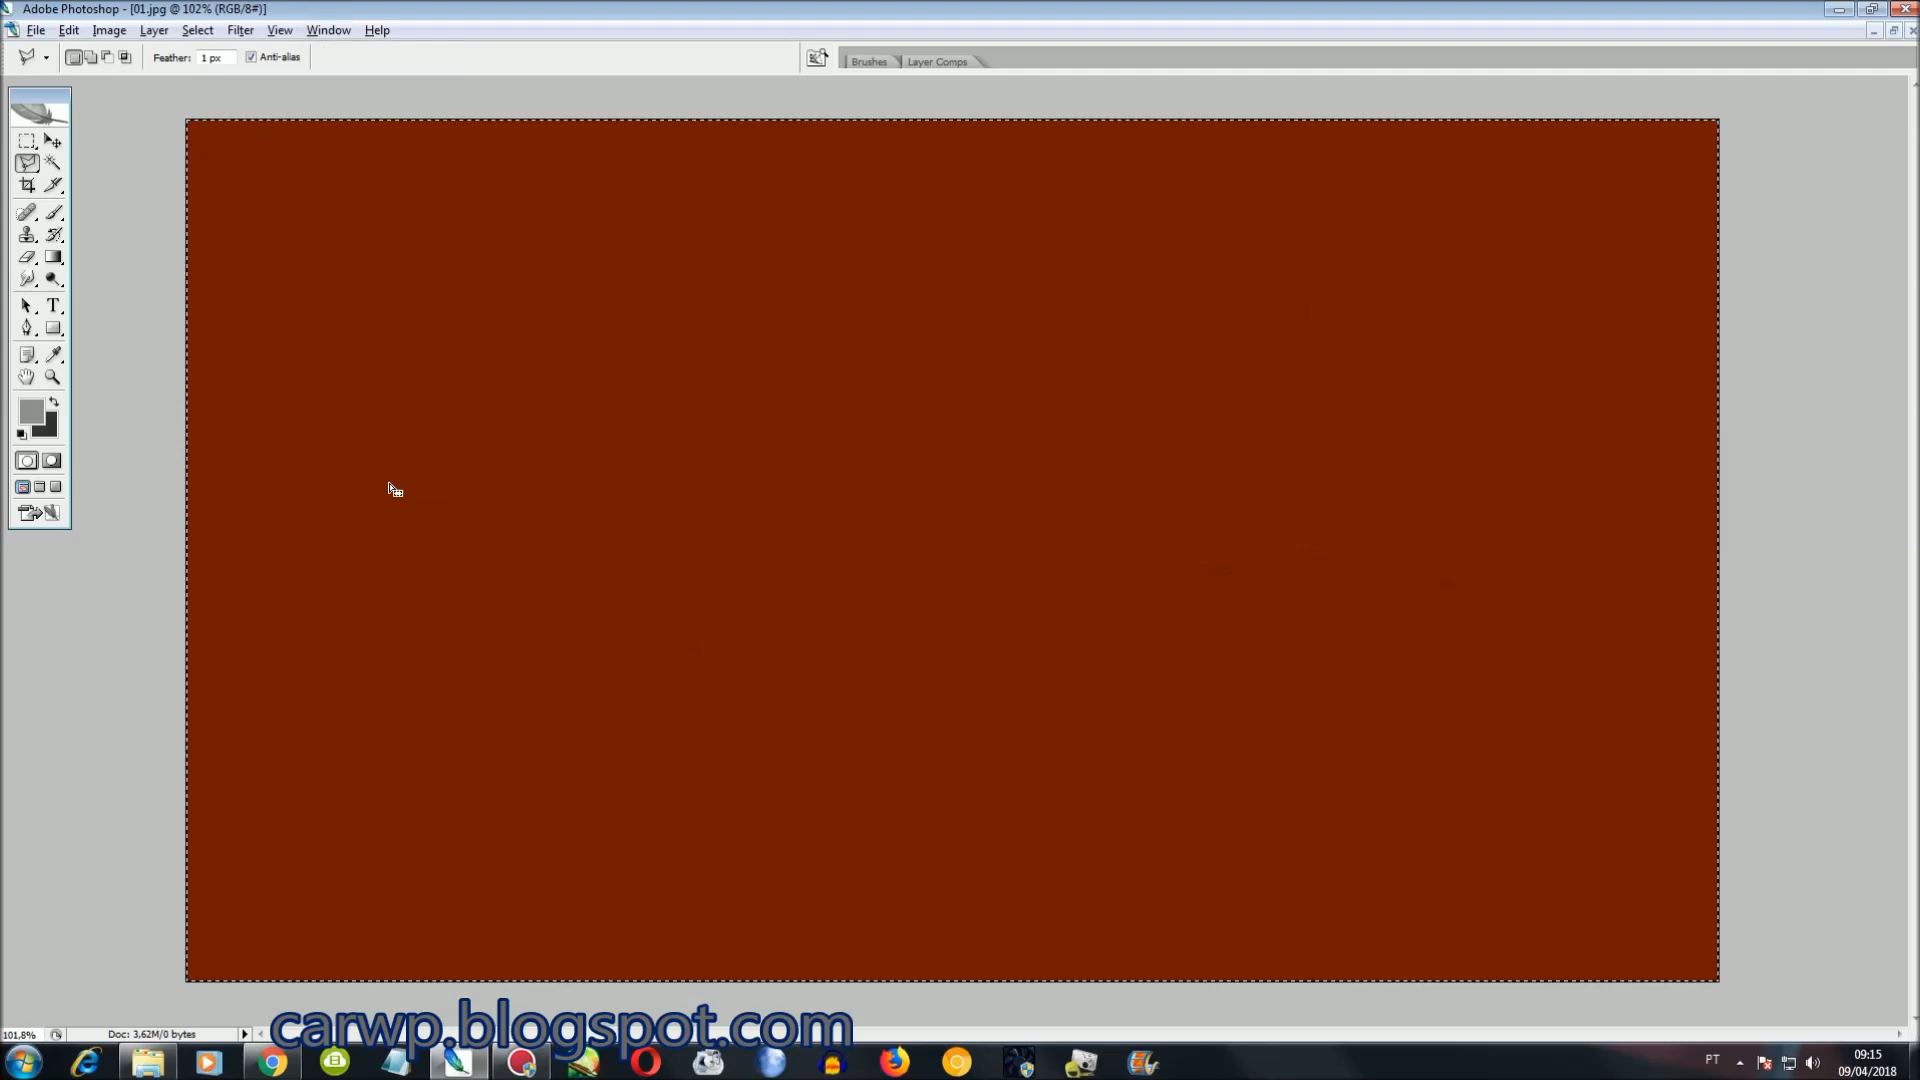 Adobe Photoshop - [01.jpg @ 102% (RGB/8#)]
File Edit Image Layer Select Filter View Window Help
Feather: 1 px Anti-alias Brushes Layer Comps
T
101,8% Doc: 3,62M/0 bytes
carwp.blogspot.com
PT 09:15
09/04/2018